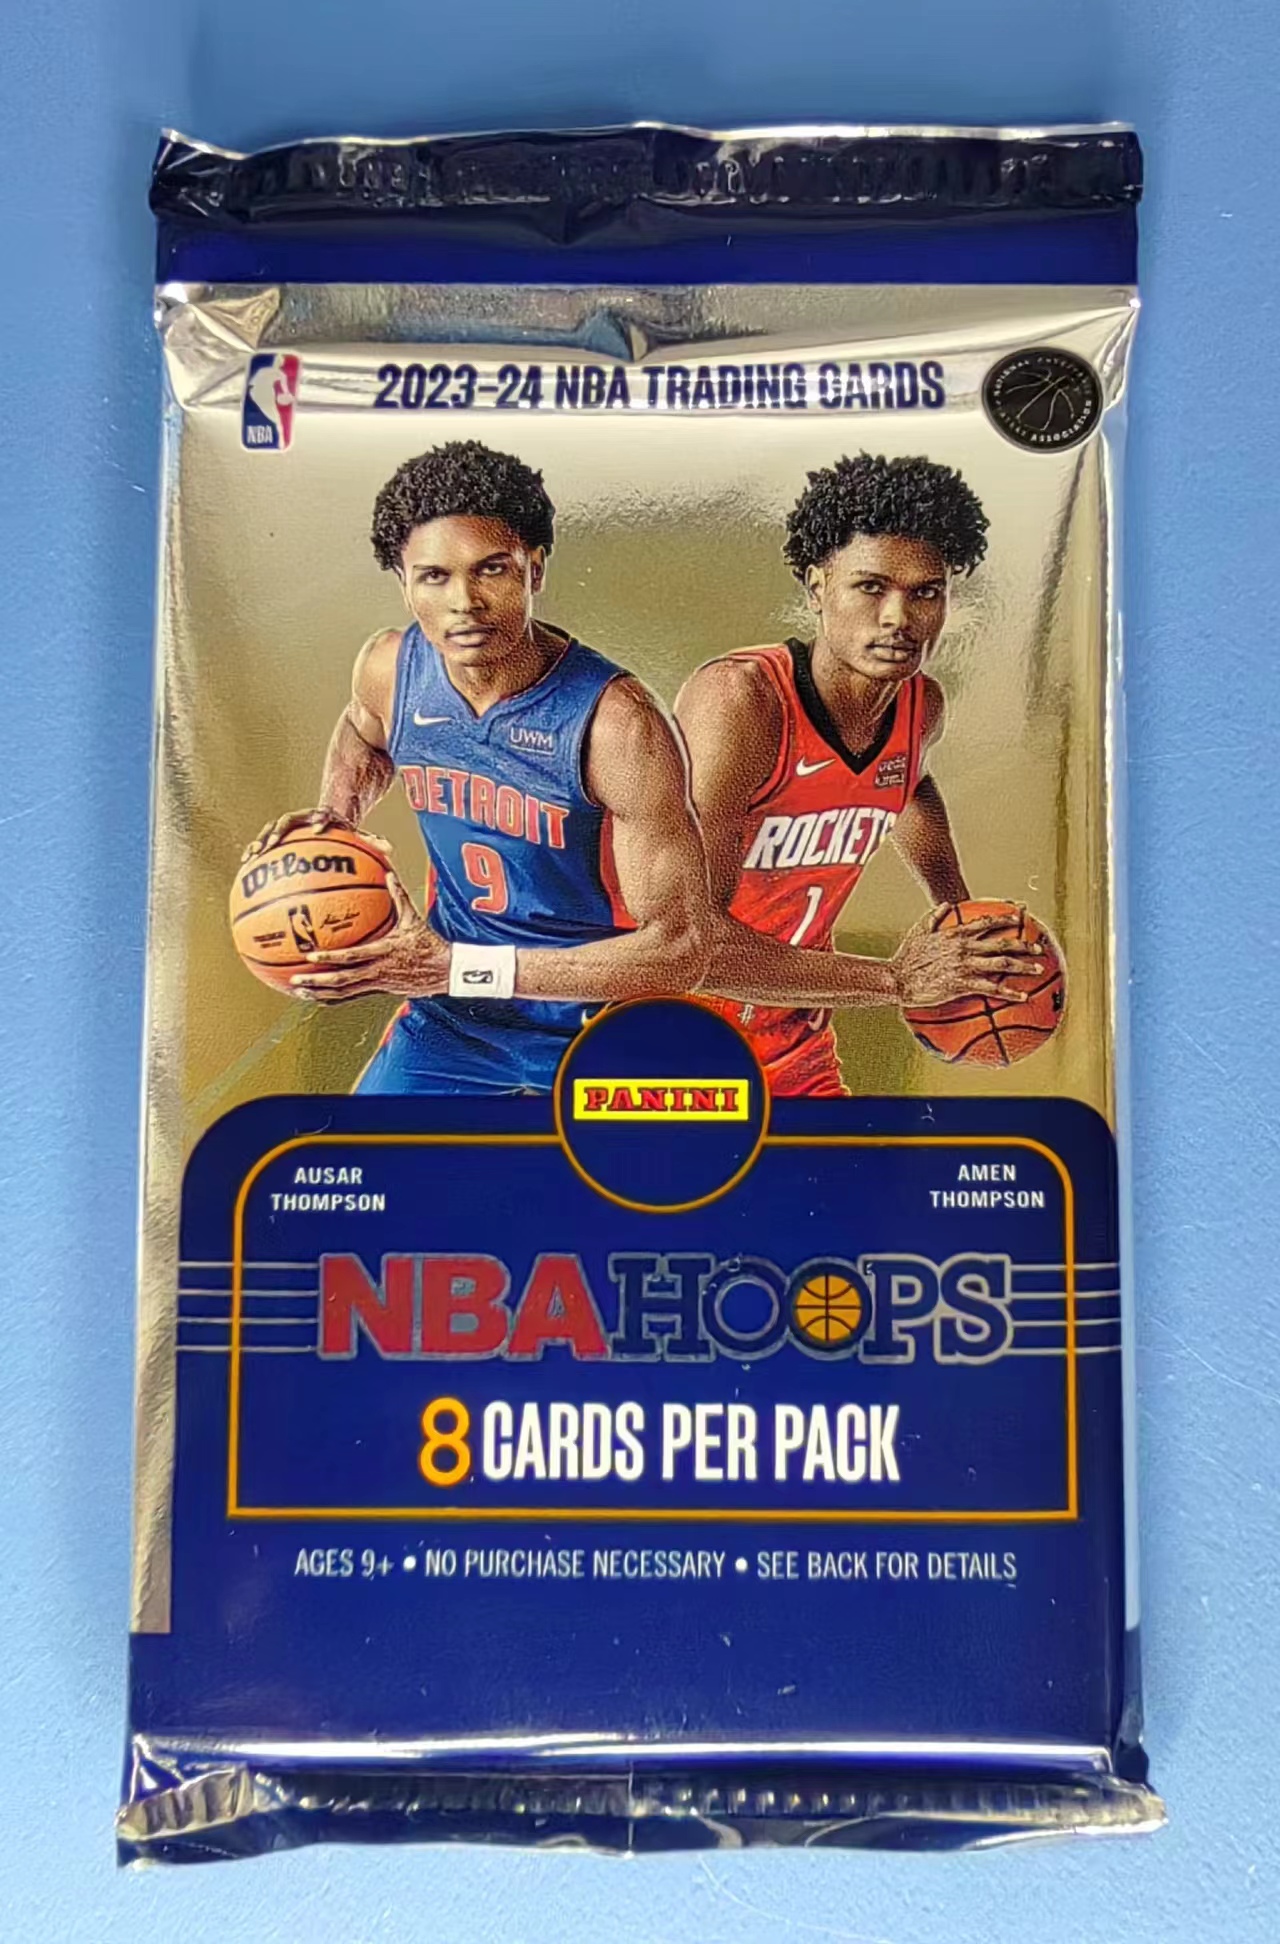 2023-24 NBA TRADING CARDS
NBA
UWM
DETROIT
9
Wilson
ROCKETS
1
PANINI
AUSAR
THOMPSON
AMEN
THOMPSON
NBA HOOPS
8 CARDS PER PACK
AGES 9+ • NO PURCHASE NECESSARY • SEE BACK FOR DETAILS